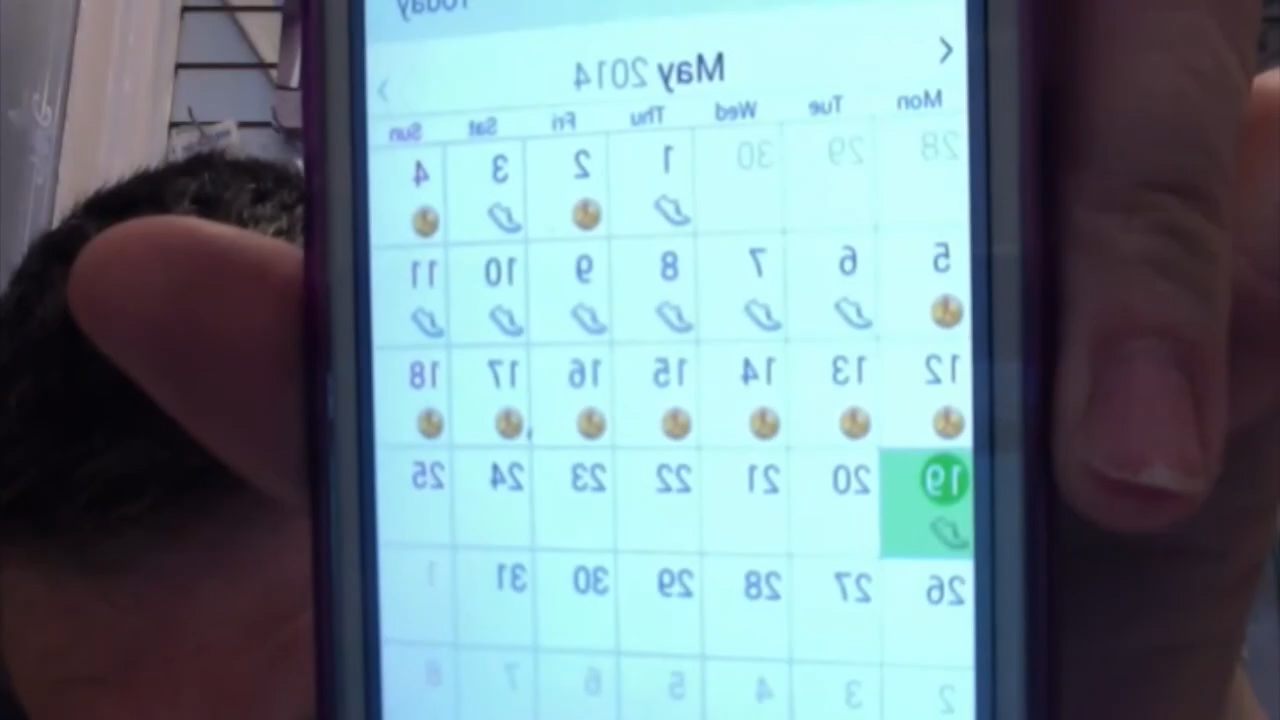 Today
May 2014
Mon Tue Wed Thu Fri Sat Sun
28 29 30 1 2 3 4
5 6 7 8 9 10 11
12 13 14 15 16 17 18
19 20 21 22 23 24 25
26 27 28 29 30 31 1
2 3 4 5 6 7 8